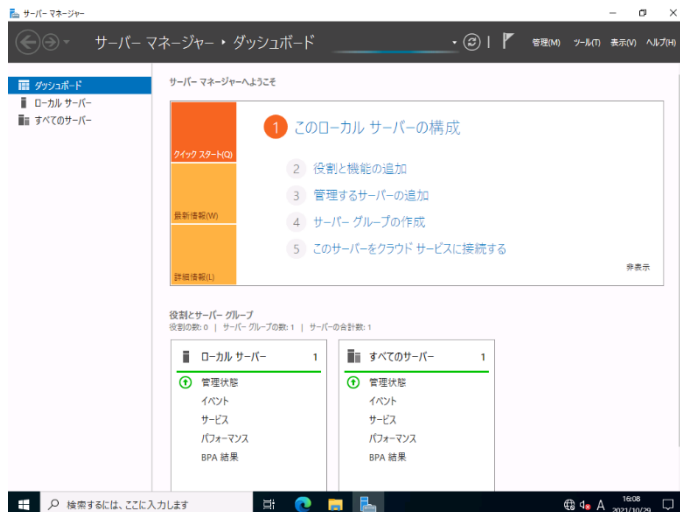 サーバー マネージャー
サーバー マネージャー ・ ダッシュボード
管理(M) ツール(T) 表示(V) ヘルプ(H)
ダッシュボード
ローカル サーバー
すべてのサーバー
サーバー マネージャーへようこそ
クイック スタート(Q)
最新情報(W)
詳細情報(L)
1 このローカル サーバーの構成
2 役割と機能の追加
3 管理するサーバーの追加
4 サーバー グループの作成
5 このサーバーをクラウド サービスに接続する
非表示
役割とサーバー グループ
役割の数: 0 | サーバー グループの数: 1 | サーバーの合計数: 1
ローカル サーバー 1
管理状態
イベント
サービス
パフォーマンス
BPA 結果
すべてのサーバー 1
管理状態
イベント
サービス
パフォーマンス
BPA 結果
検索するには、ここに入力します
A
16:08
2021/10/29